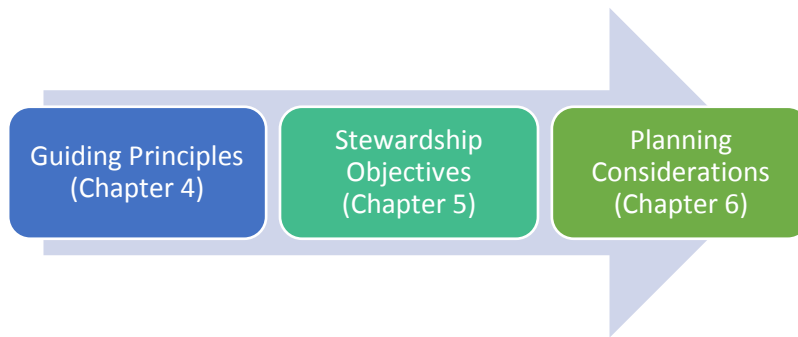 Guiding Principles
(Chapter 4)
Stewardship
Objectives
(Chapter 5)
Planning
Considerations
(Chapter 6)